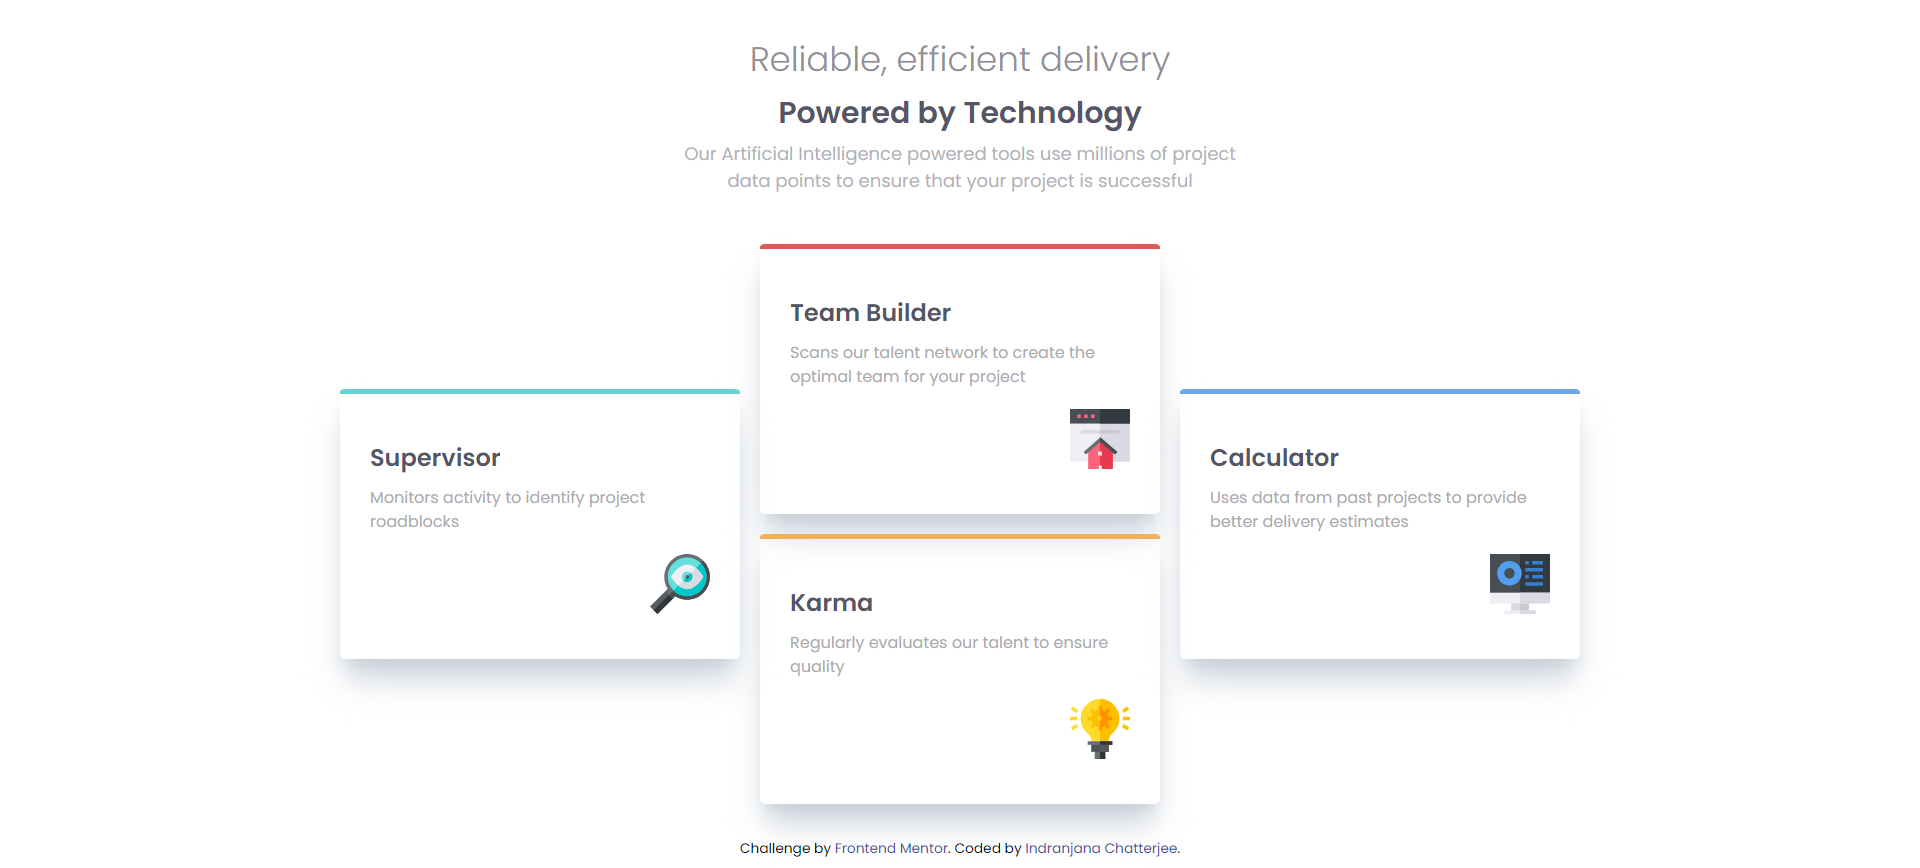 Reliable, efficient delivery
Powered by Technology
Our Artificial Intelligence powered tools use millions of project
data points to ensure that your project is successful
Supervisor
Monitors activity to identify project
roadblocks
Team Builder
Scans our talent network to create the
optimal team for your project
Karma
Regularly evaluates our talent to ensure
quality
Calculator
Uses data from past projects to provide
better delivery estimates
Challenge by Frontend Mentor. Coded by Indranjana Chatterjee.